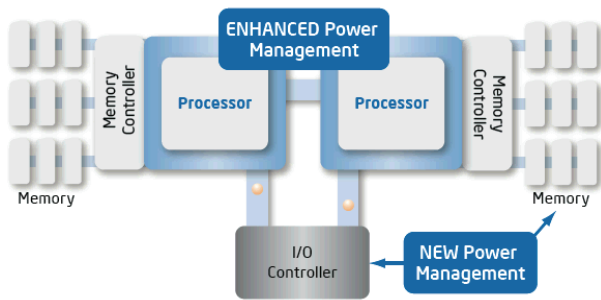 ENHANCED Power
Management
Memory
Controller
Processor
Processor
Memory
Controller
Memory
Memory
I/O
Controller
NEW Power
Management